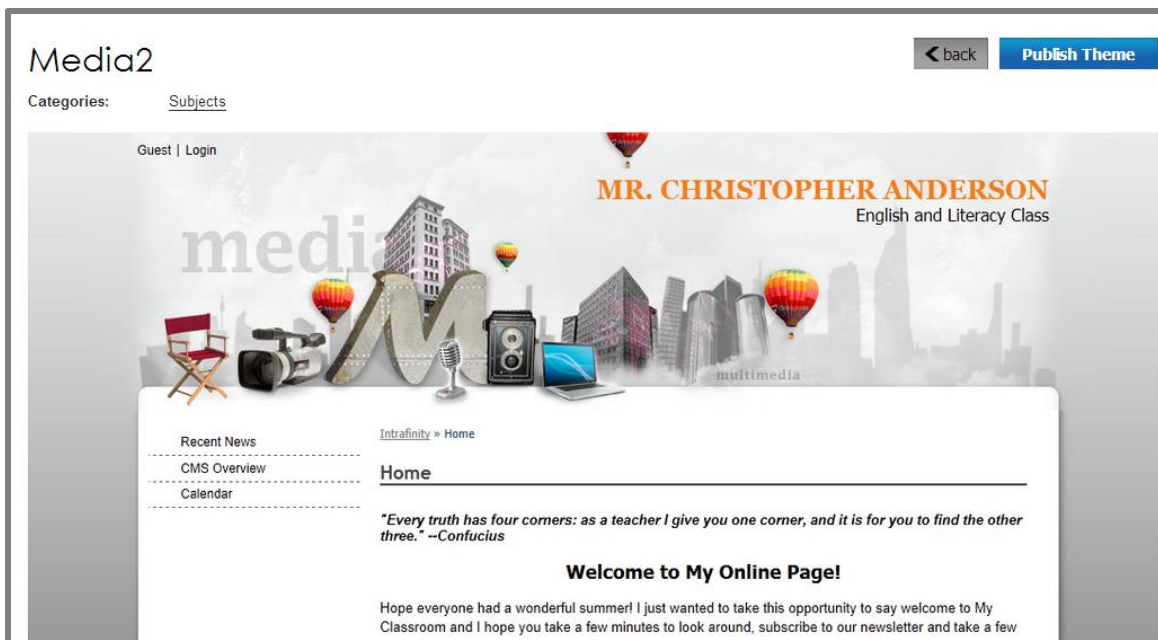 Media2
back
Publish Theme
Categories: Subjects
Guest | Login
MR. CHRISTOPHER ANDERSON
English and Literacy Class
media
M
multimedia
Recent News
CMS Overview
Calendar
Intrafinity » Home
Home
"Every truth has four corners: as a teacher I give you one corner, and it is for you to find the other
three." --Confucius
Welcome to My Online Page!
Hope everyone had a wonderful summer! I just wanted to take this opportunity to say welcome to My
Classroom and I hope you take a few minutes to look around, subscribe to our newsletter and take a few